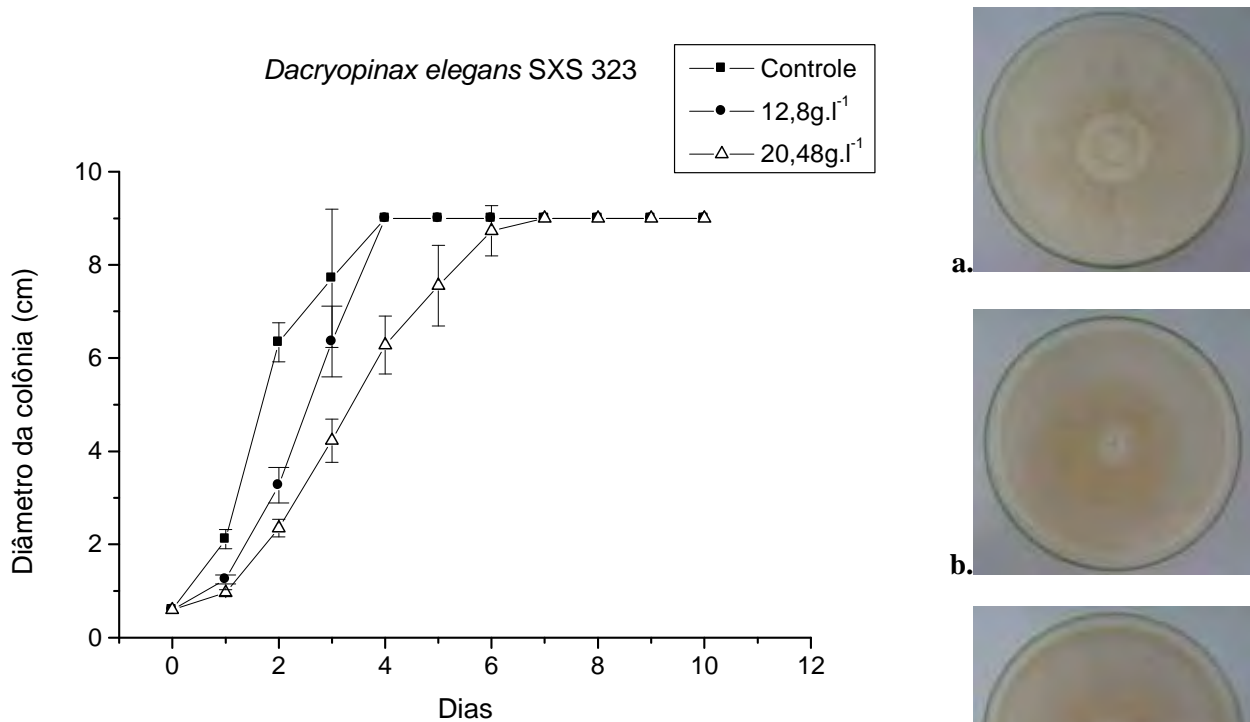 Dacryopinax elegans SXS 323
Controle
12,8g.l⁻¹
20,48g.l⁻¹
10
8
6
4
2
0
Diâmetro da colônia (cm)
0 2 4 6 8 10 12
Dias
a.
b.